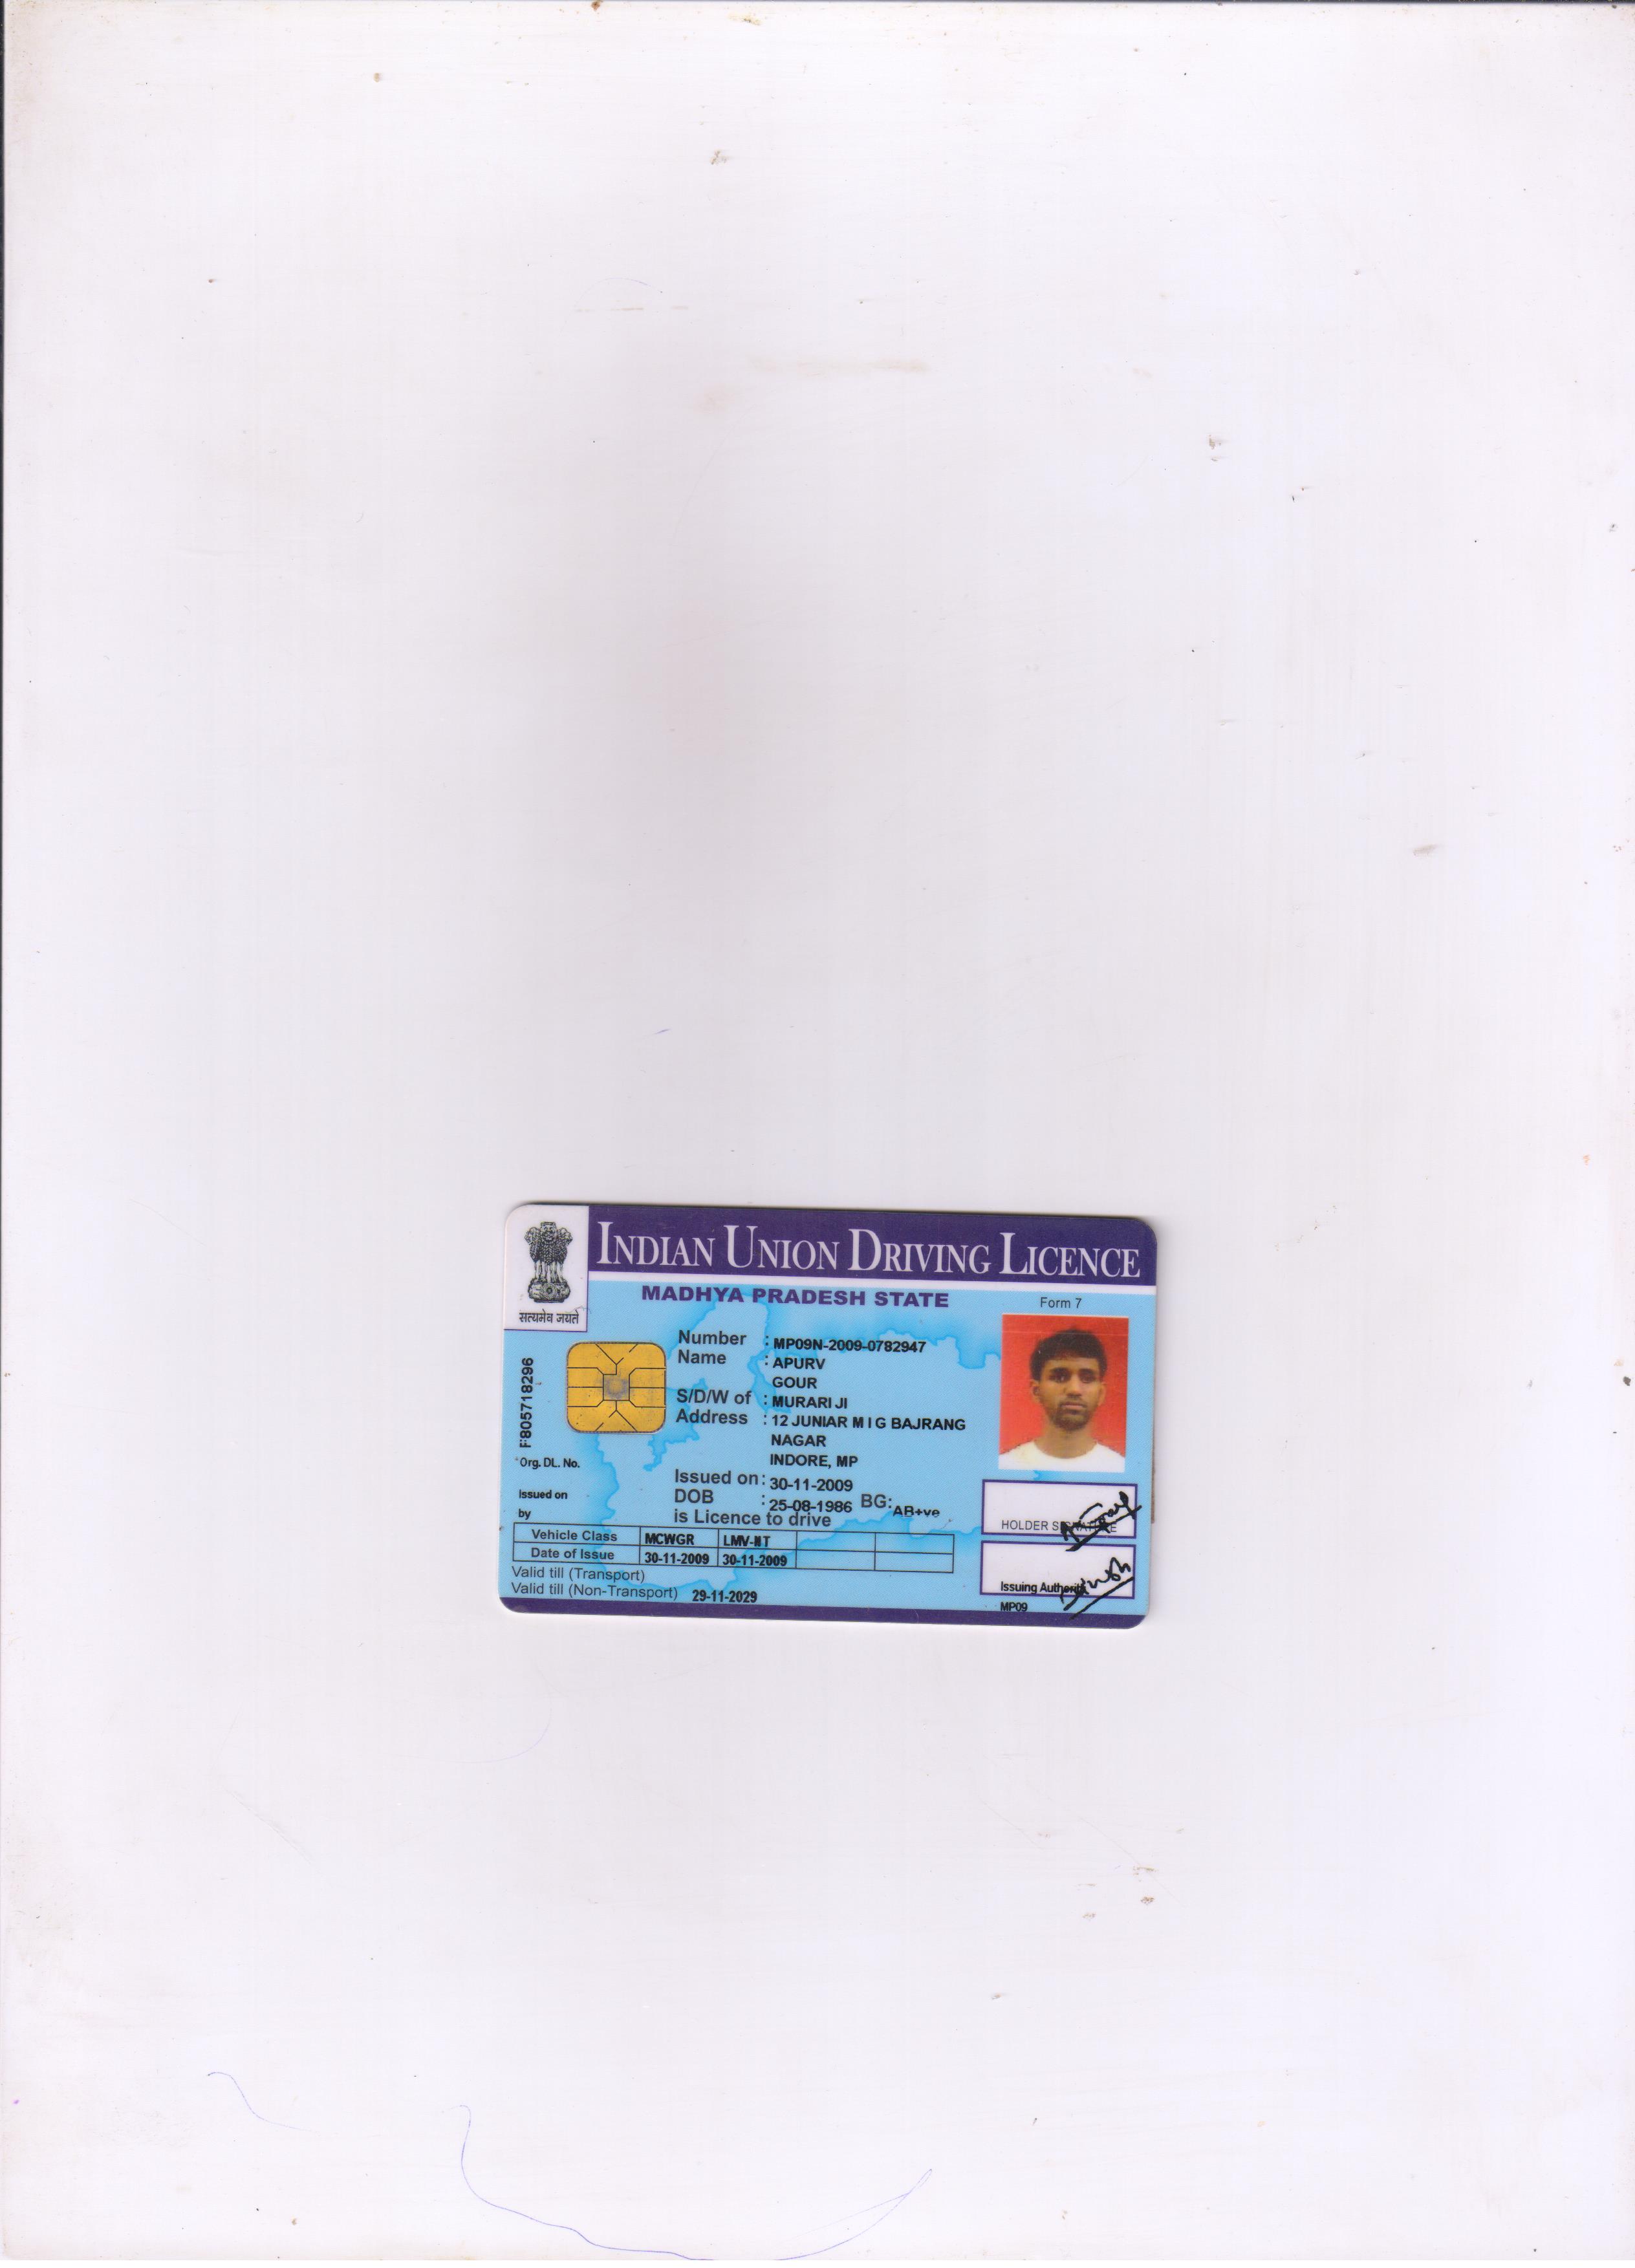 INDIAN UNION DRIVING LICENCE
सत्यमेव जयते
MADHYA PRADESH STATE
Form 7
Number : MP09N-2009-0782947
Name : APURV
GOUR
S/D/W of : MURARI JI
Address : 12 JUNIAR M I G BAJRANG
NAGAR
INDORE, MP
F805718296
Org. DL. No.
Issued on : 30-11-2009
DOB : 25-08-1986 BG: AB+ve
Issued on
by
is Licence to drive
Vehicle Class MCWGR LMV-NT
Date of Issue 30-11-2009 30-11-2009
Valid till (Transport)
Valid till (Non-Transport) 29-11-2029
HOLDER SIGNATURE
Issuing Authority
MP09